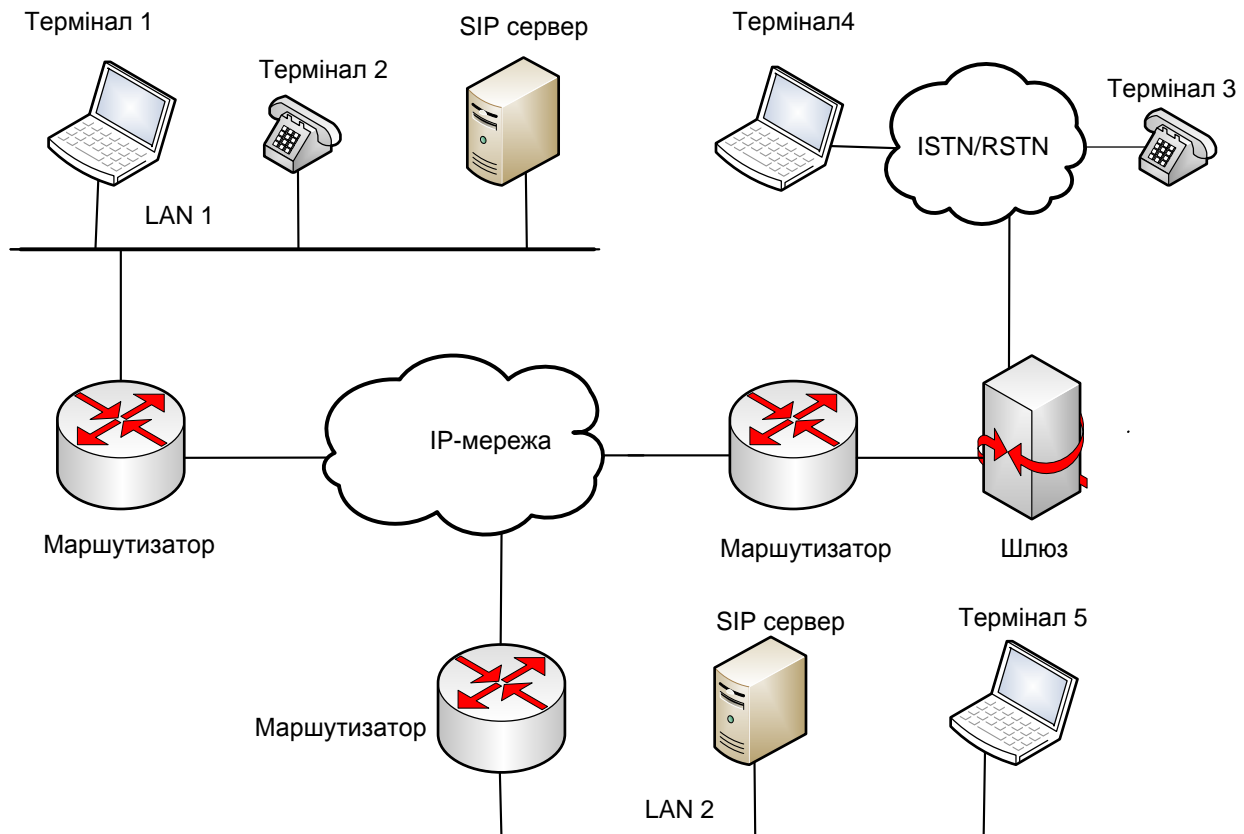 Термінал 1
SIP сервер
Термінал4
Термінал 2
Термінал 3
ISTN/RSTN
LAN 1
IP-мережа
Маршутизатор
Маршутизатор
Шлюз
SIP сервер
Термінал 5
Маршутизатор
LAN 2